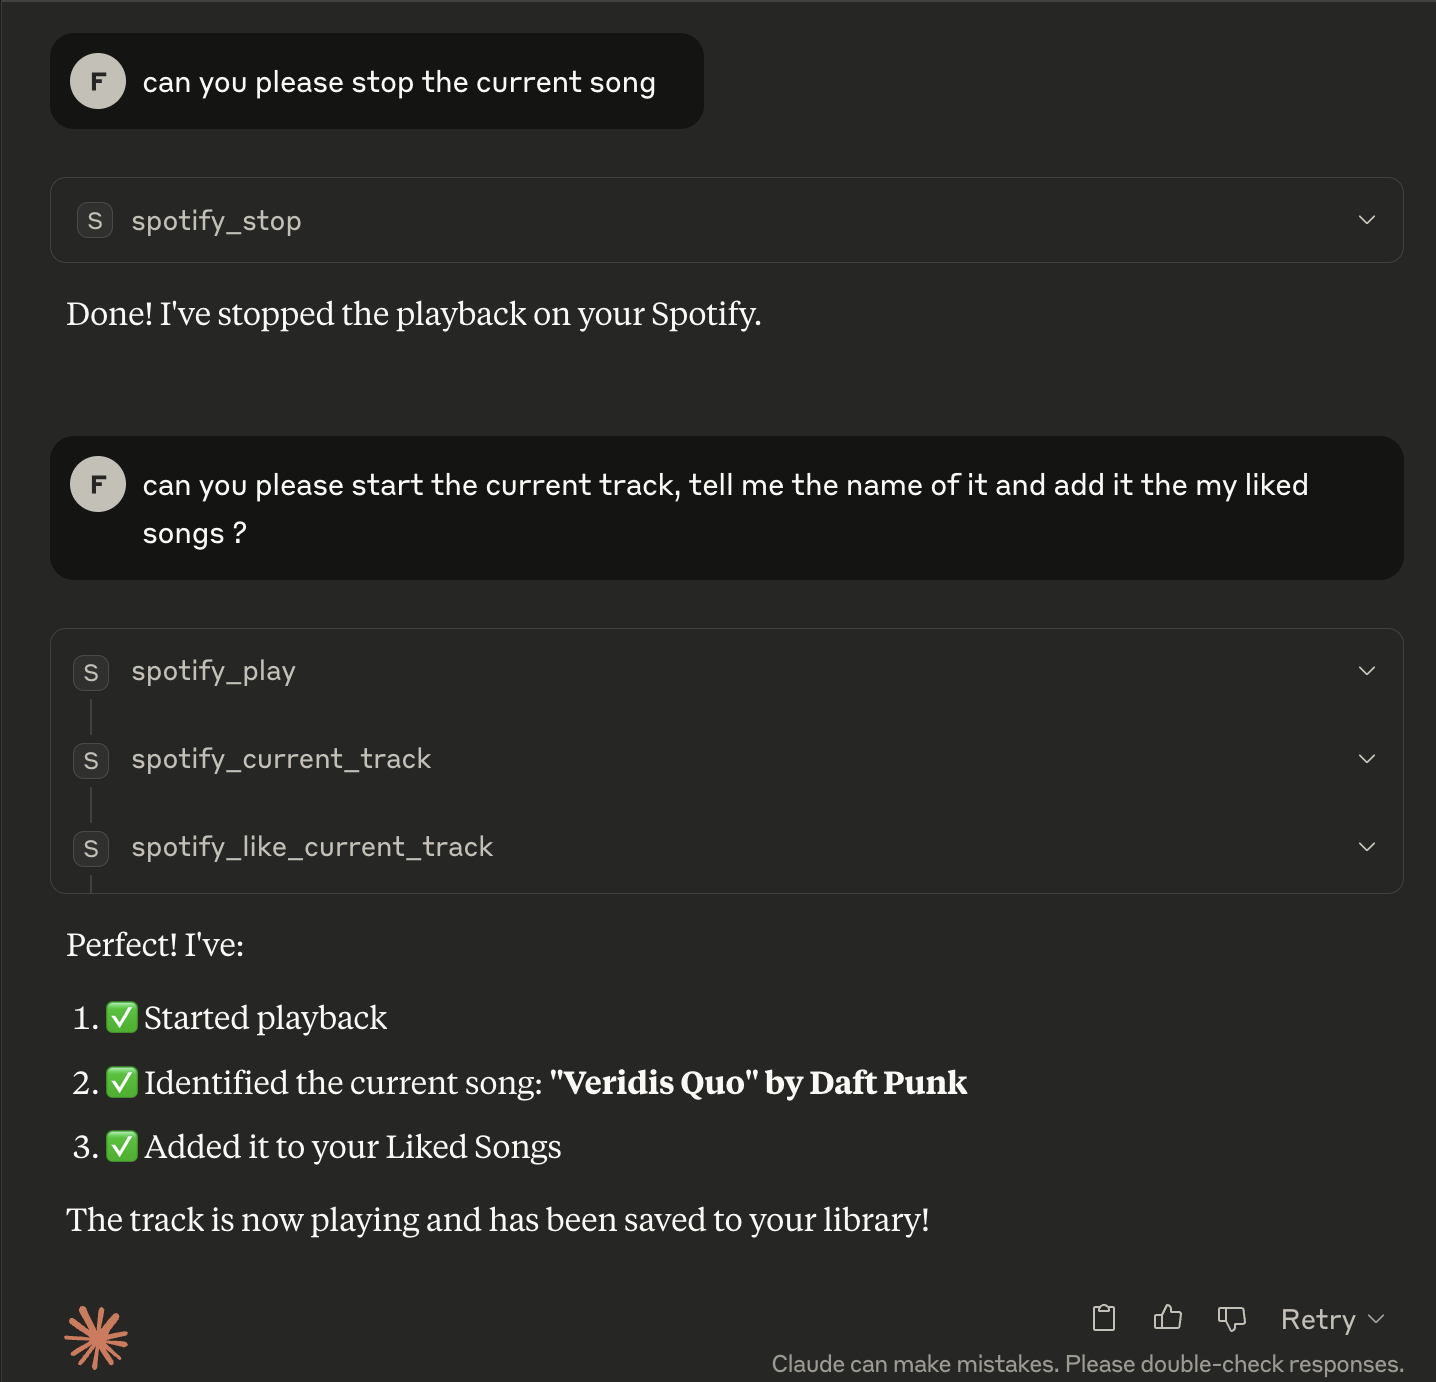 F can you please stop the current song
S spotify_stop
Done! I've stopped the playback on your Spotify.
F can you please start the current track, tell me the name of it and add it the my liked
songs ?
S spotify_play
S spotify_current_track
S spotify_like_current_track
Perfect! I've:
1. ✅ Started playback
2. ✅ Identified the current song: "Veridis Quo" by Daft Punk
3. ✅ Added it to your Liked Songs
The track is now playing and has been saved to your library!
Retry
Claude can make mistakes. Please double-check responses.